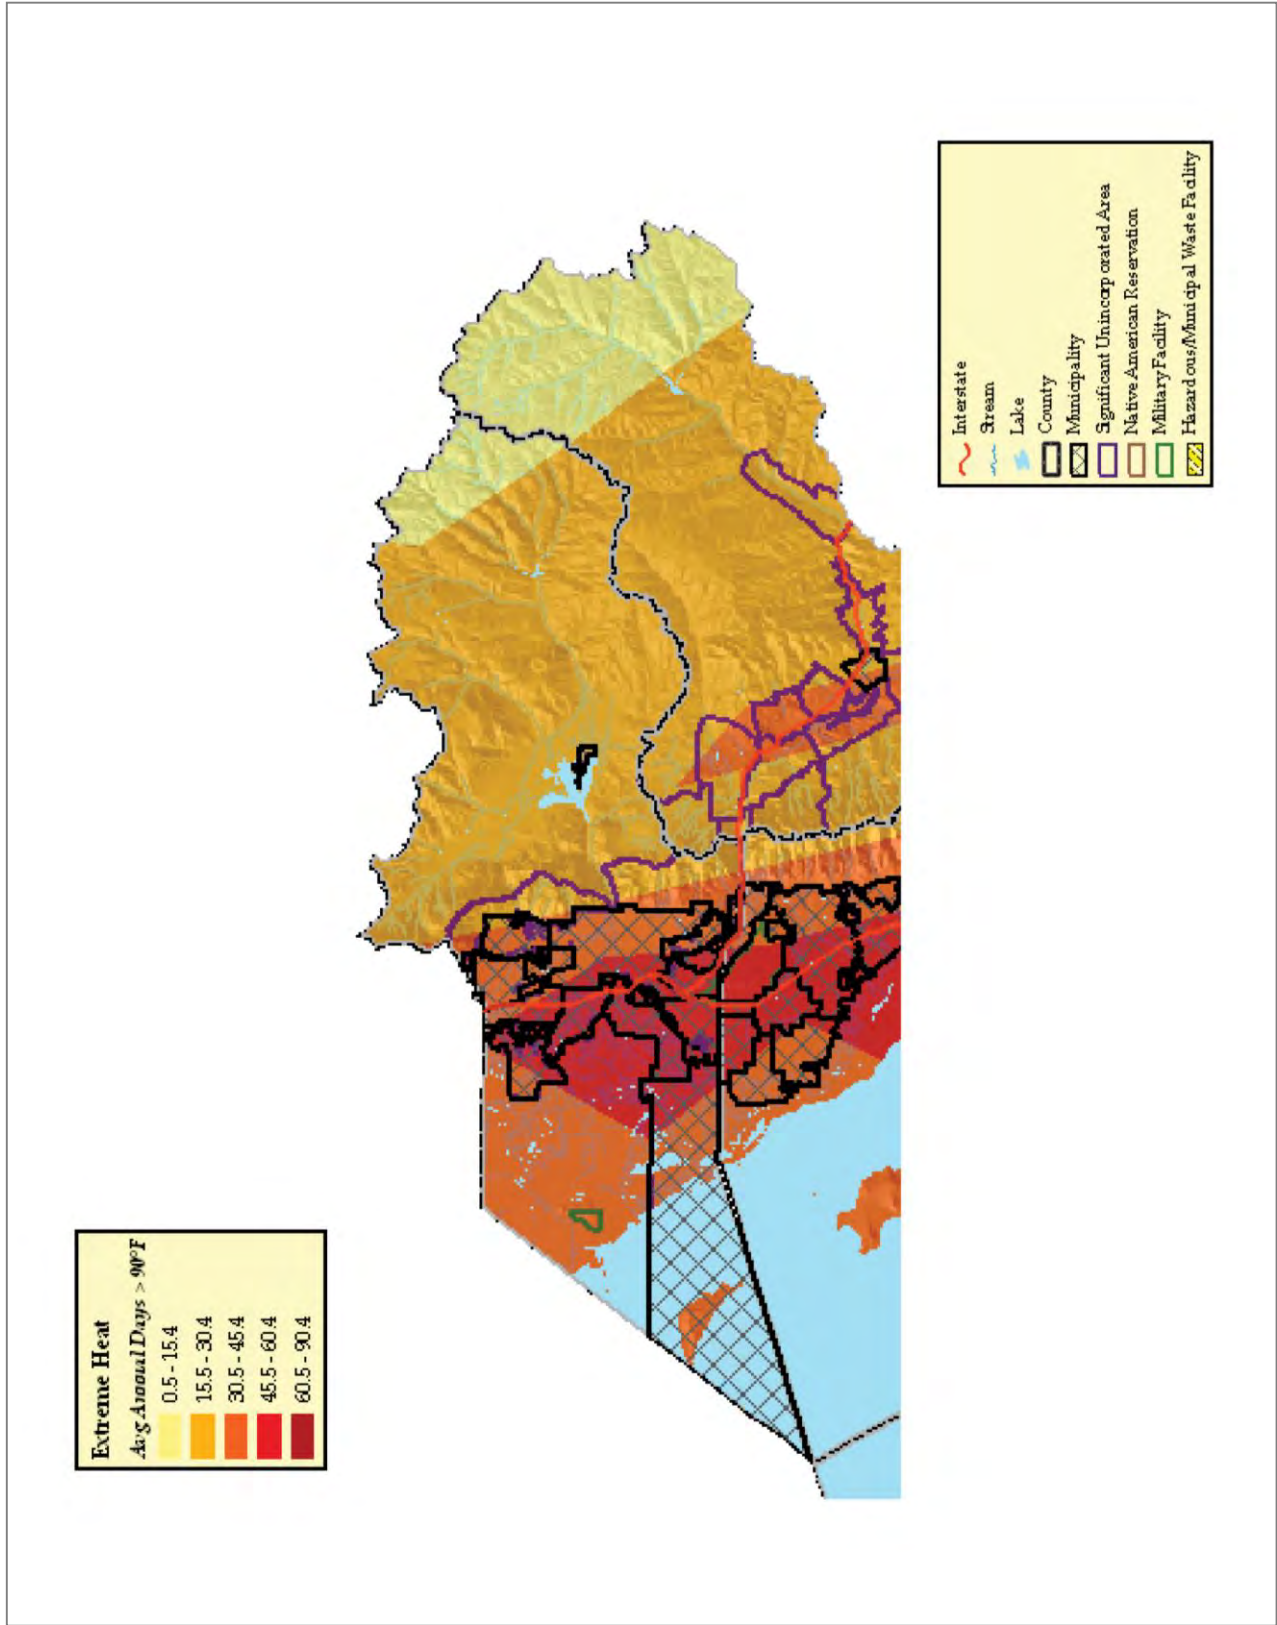 Extreme Heat
Avg Annual Days > 90°F
0.5 - 15.4
15.5 - 30.4
30.5 - 45.4
45.5 - 60.4
60.5 - 90.4
Interstate
Stream
Lake
County
Municipality
Significant Unincorporated Area
Native American Reservation
Military Facility
Hazardous/Municipal Waste Facility